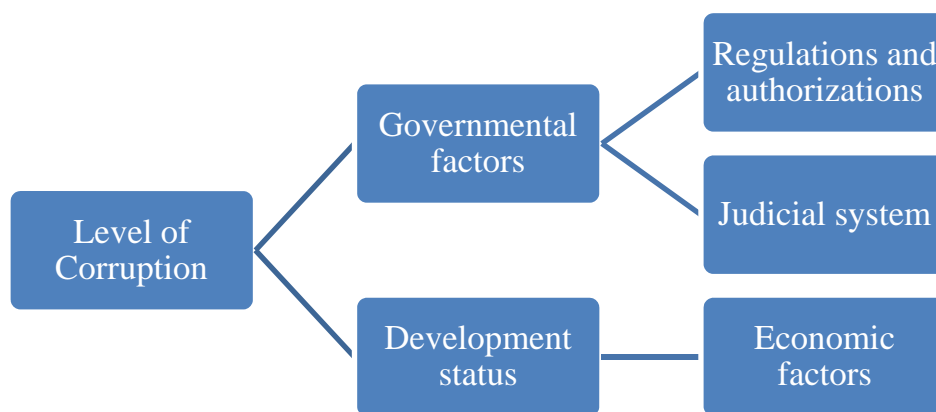 Level of
Corruption
Governmental
factors
Development
status
Regulations and
authorizations
Judicial system
Economic
factors